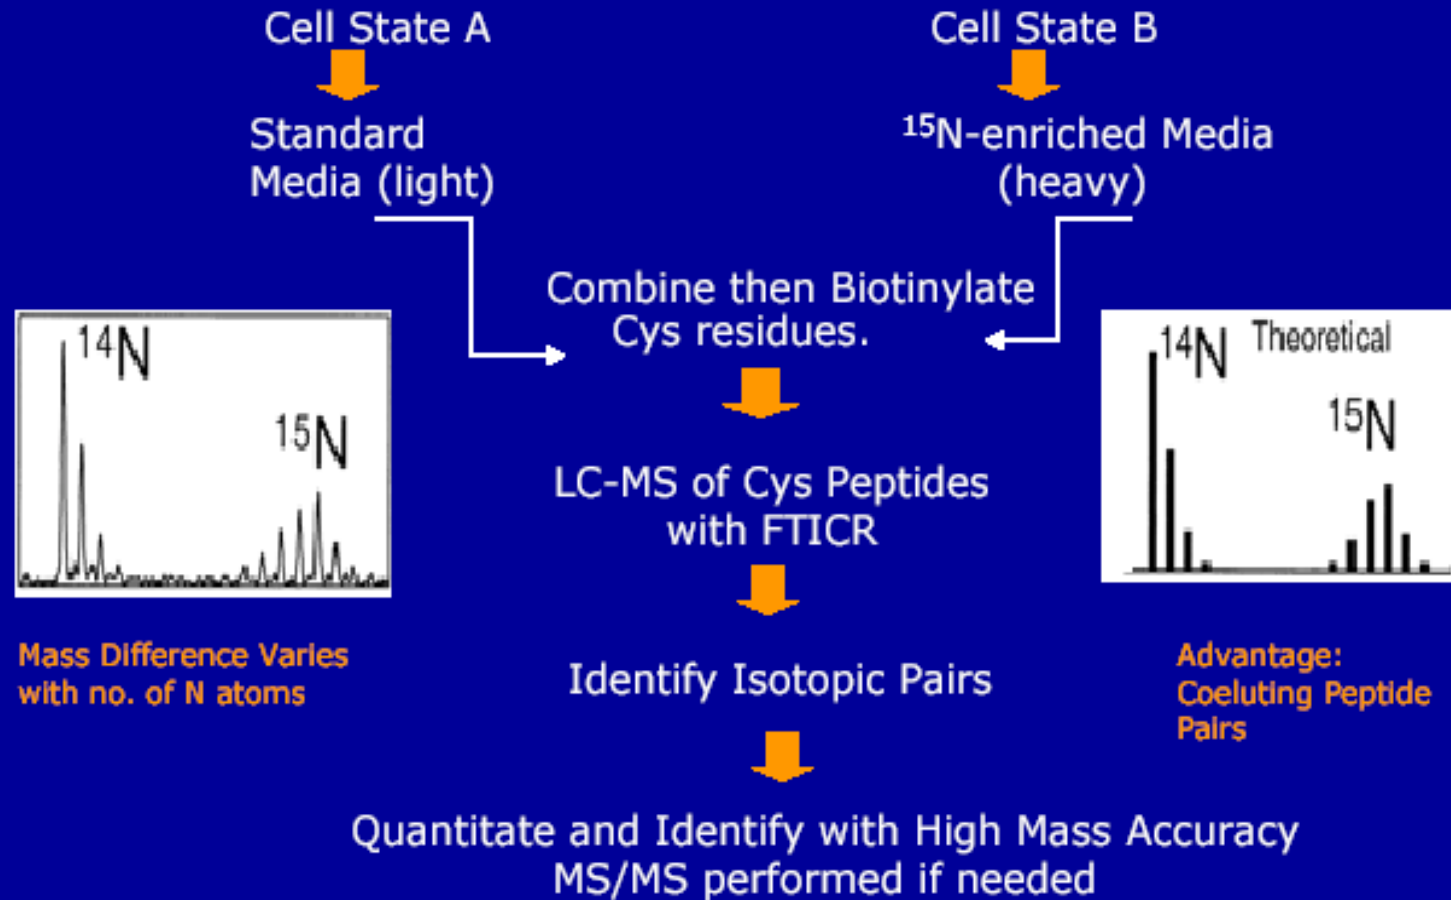 Cell State A
Cell State B
Standard
Media (light)
¹⁵N-enriched Media
(heavy)
Combine then Biotinylate
Cys residues.
¹⁴N
¹⁵N
¹⁴N Theoretical
¹⁵N
LC-MS of Cys Peptides
with FTICR
Mass Difference Varies
with no. of N atoms
Identify Isotopic Pairs
Advantage:
Coeluting Peptide
Pairs
Quantitate and Identify with High Mass Accuracy
MS/MS performed if needed